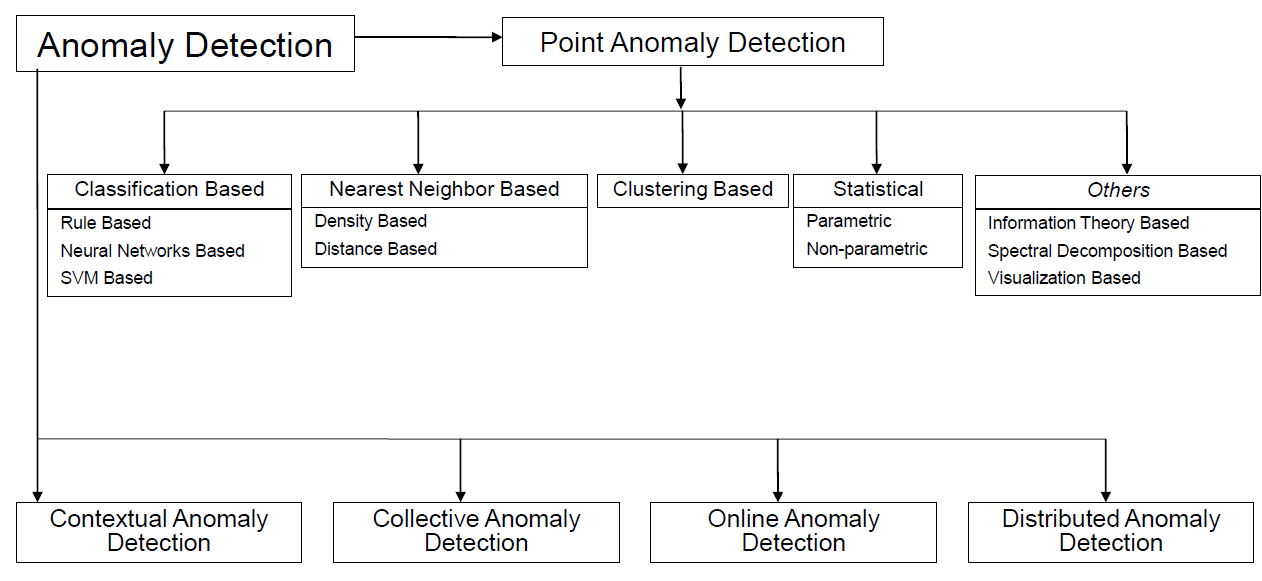 Anomaly Detection
Point Anomaly Detection
Classification Based
Rule Based
Neural Networks Based
SVM Based
Nearest Neighbor Based
Density Based
Distance Based
Clustering Based
Statistical
Parametric
Non-parametric
Others
Information Theory Based
Spectral Decomposition Based
Visualization Based
Contextual Anomaly
Detection
Collective Anomaly
Detection
Online Anomaly
Detection
Distributed Anomaly
Detection